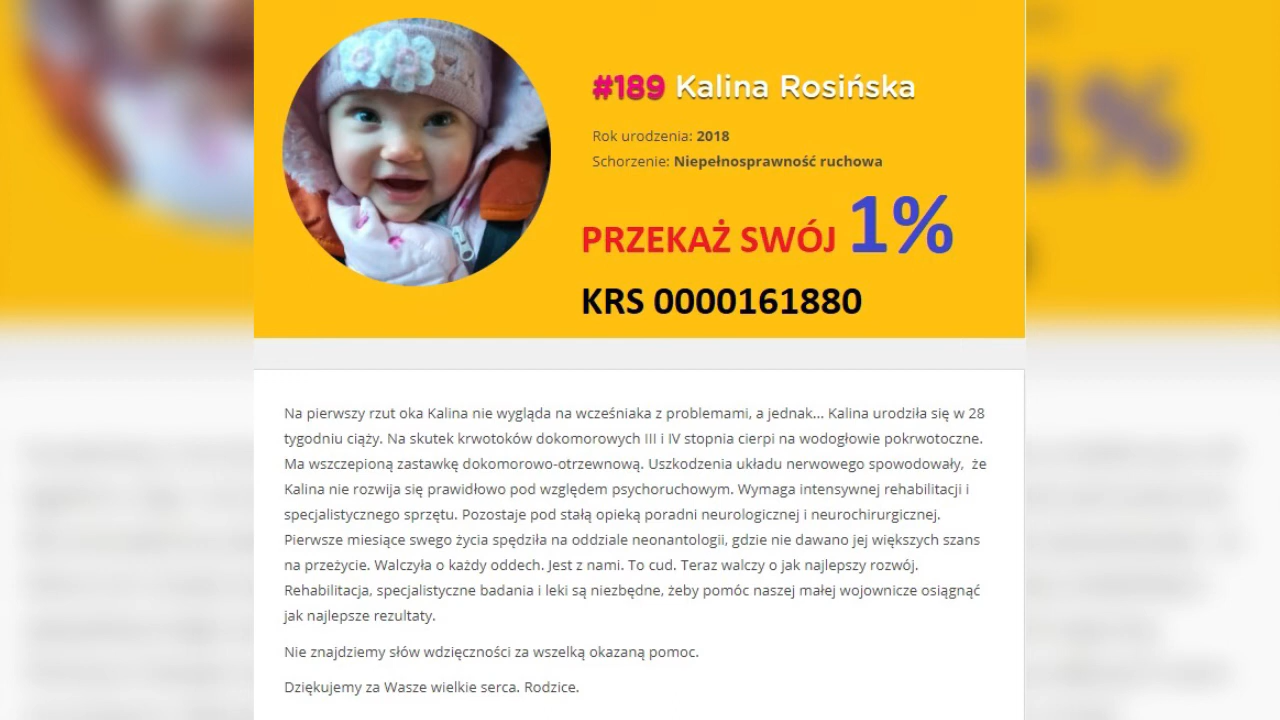 #189 Kalina Rosińska
Rok urodzenia: 2018
Schorzenie: Niepełnosprawność ruchowa
PRZEKAŻ SWÓJ 1%
KRS 0000161880
Na pierwszy rzut oka Kalina nie wygląda na wcześniaka z problemami, a jednak... Kalina urodziła się w 28
tygodniu ciąży. Na skutek krwotoków dokomorowych III i IV stopnia cierpi na wodogłowie pokrwotoczne.
Ma wszczepioną zastawkę dokomorowo-otrzewnową. Uszkodzenia układu nerwowego spowodowały, że
Kalina nie rozwija się prawidłowo pod względem psychoruchowym. Wymaga intensywnej rehabilitacji i
specjalistycznego sprzętu. Pozostaje pod stałą opieką poradni neurologicznej i neurochirurgicznej.
Pierwsze miesiące swego życia spędziła na oddziale neonantologii, gdzie nie dawano jej większych szans
na przeżycie. Walczyła o każdy oddech. Jest z nami. To cud. Teraz walczy o jak najlepszy rozwój.
Rehabilitacja, specjalistyczne badania i leki są niezbędne, żeby pomóc naszej małej wojownicze osiągnąć
jak najlepsze rezultaty.
Nie znajdziemy słów wdzięczności za wszelką okazaną pomoc.
Dziękujemy za Wasze wielkie serca. Rodzice.